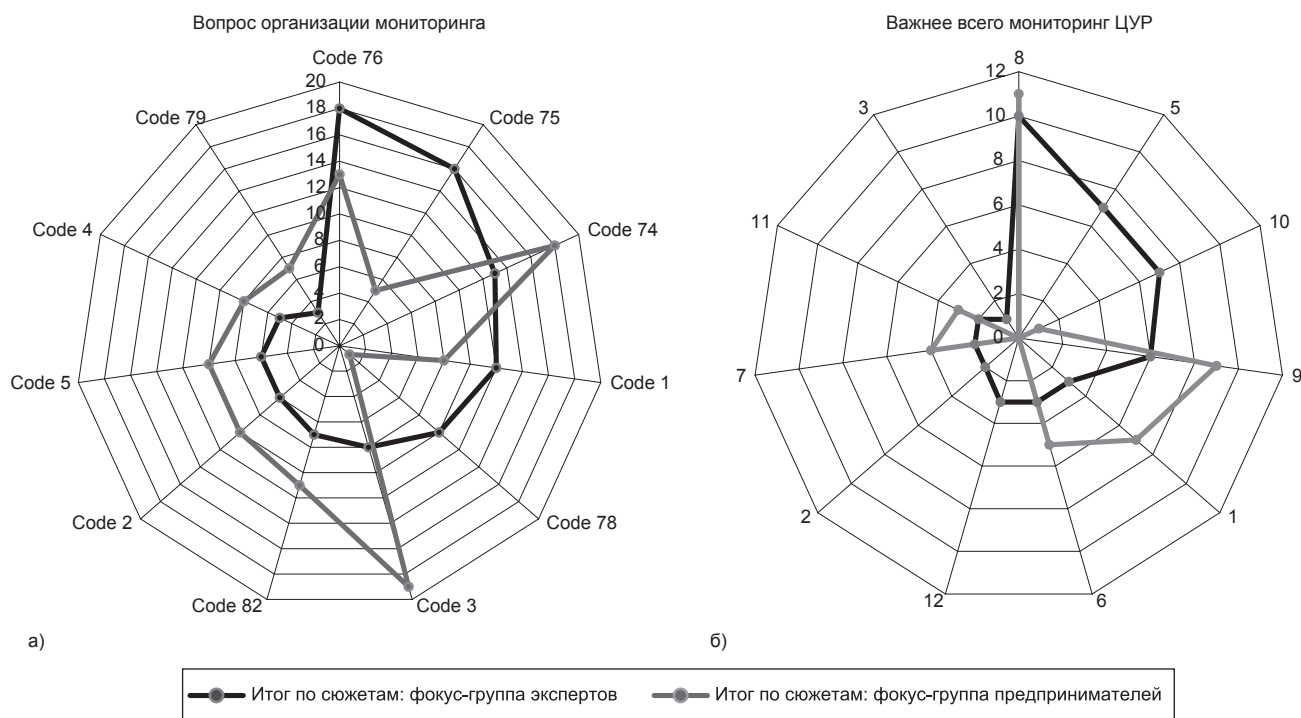 Вопрос организации мониторинга
Code 76
Code 75
Code 74
Code 1
Code 78
Code 3
Code 82
Code 2
Code 5
Code 4
Code 79
20
18
16
14
12
10
8
6
4
2
0
а)
Важнее всего мониторинг ЦУР
8
5
10
9
1
6
12
2
7
11
3
12
10
8
6
4
2
0
б)
Итог по сюжетам: фокус-группа экспертов
Итог по сюжетам: фокус-группа предпринимателей